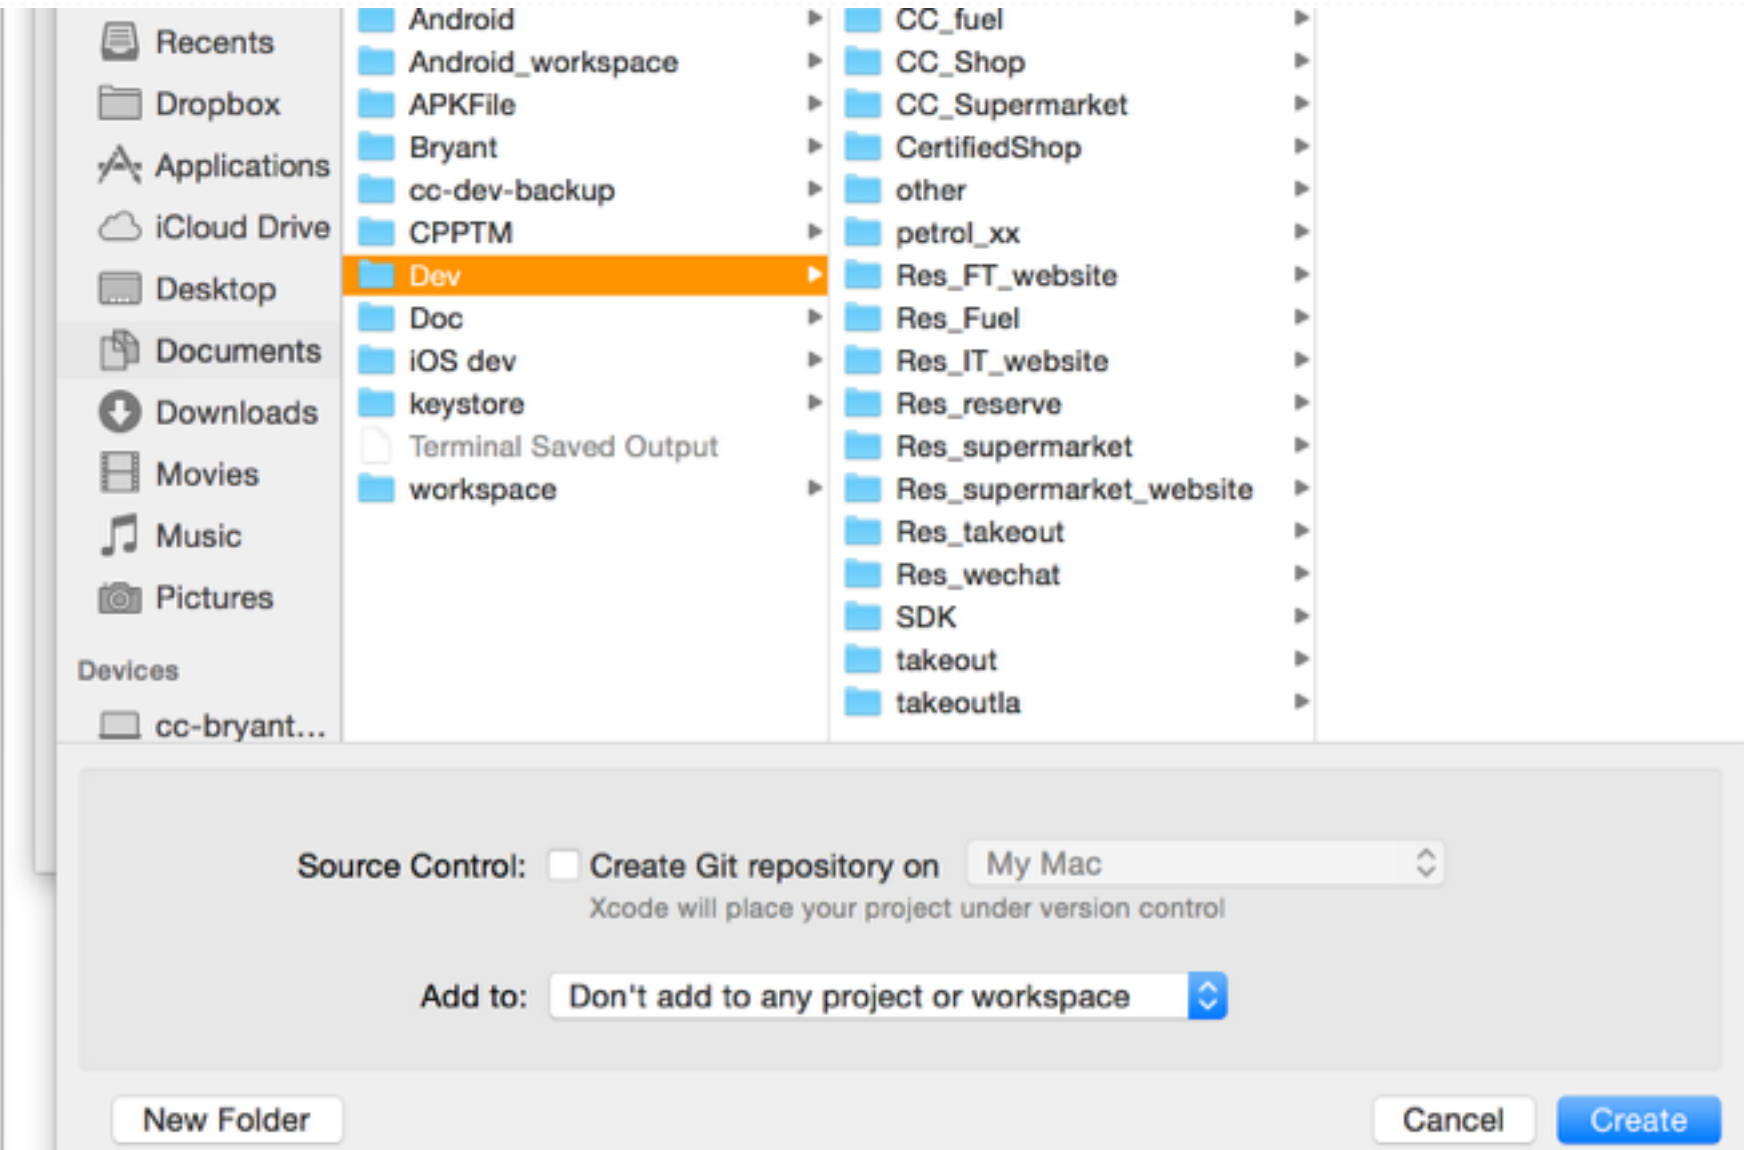 Recents
Dropbox
Applications
iCloud Drive
Desktop
Documents
Downloads
Movies
Music
Pictures
Devices
cc-bryant...
Android
Android_workspace
APKFile
Bryant
cc-dev-backup
CPPTM
Dev
Doc
iOS dev
keystore
Terminal Saved Output
workspace
CC_fuel
CC_Shop
CC_Supermarket
CertifiedShop
other
petrol_xx
Res_FT_website
Res_Fuel
Res_IT_website
Res_reserve
Res_supermarket
Res_supermarket_website
Res_takeout
Res_wechat
SDK
takeout
takeoutla
Source Control: Create Git repository on My Mac
Xcode will place your project under version control
Add to: Don't add to any project or workspace
New Folder Cancel Create